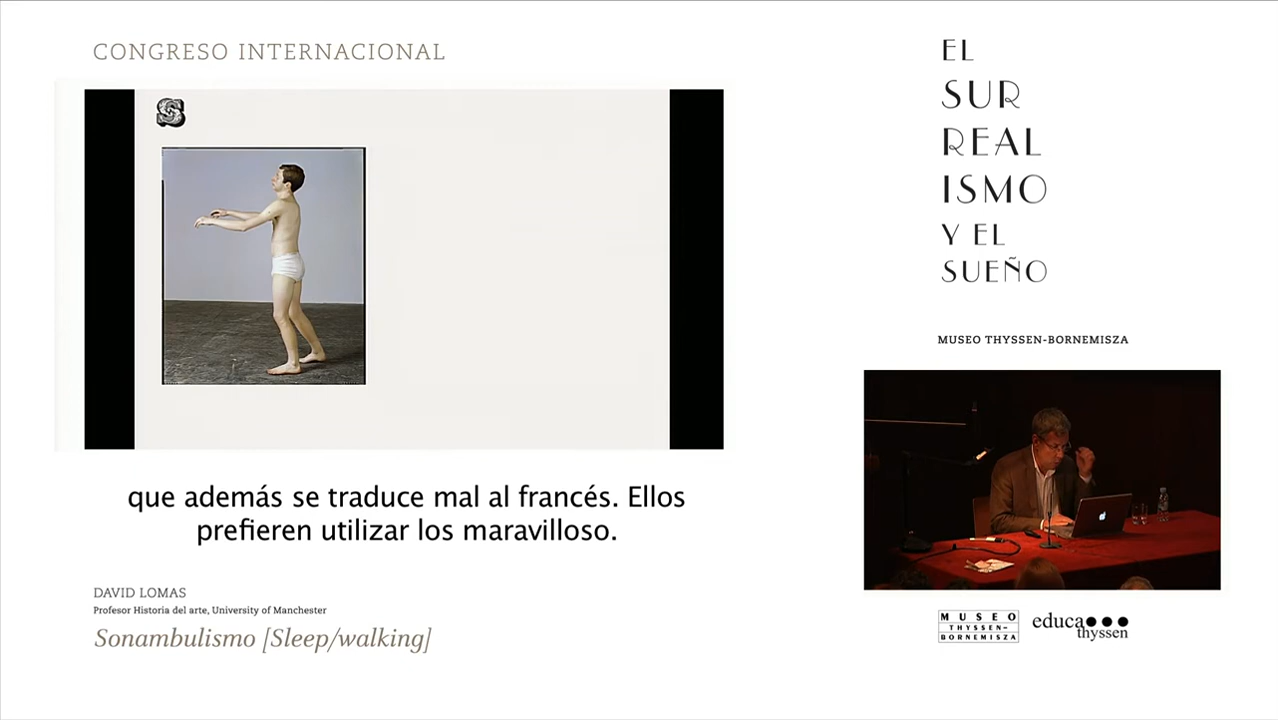 CONGRESO INTERNACIONAL
S
que además se traduce mal al francés. Ellos
prefieren utilizar los maravilloso.
DAVID LOMAS
Profesor Historia del arte, University of Manchester
Sonambulismo [Sleep/walking]
EL
SUR
REAL
ISMO
Y EL
SUEÑO
MUSEO THYSSEN-BORNEMISZA
MUSEO
THYSSEN-
BORNEMISZA
educa
thyssen